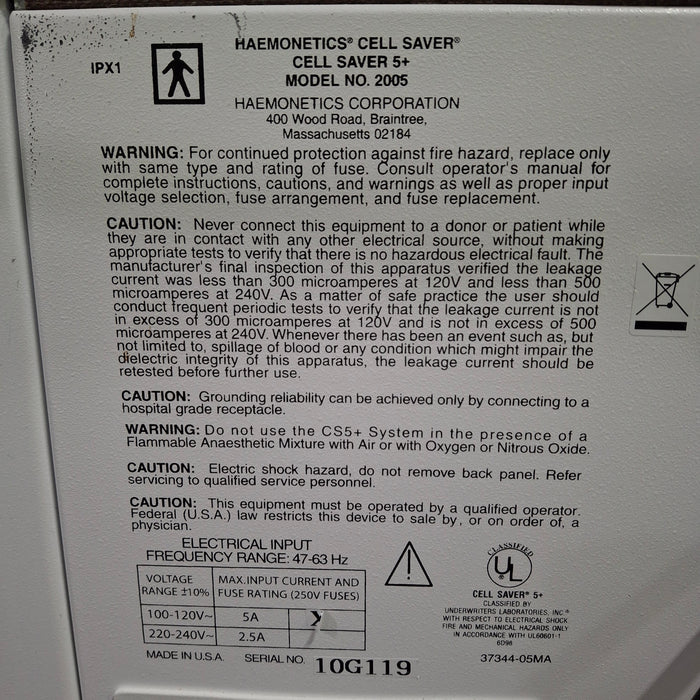 IPX1
HAEMONETICS® CELL SAVER®
CELL SAVER 5+
MODEL NO. 2005
HAEMONETICS CORPORATION
400 Wood Road, Braintree,
Massachusetts 02184
WARNING: For continued protection against fire hazard, replace only
with same type and rating of fuse. Consult operator's manual for
complete instructions, cautions, and warnings as well as proper input
voltage selection, fuse arrangement, and fuse replacement.
CAUTION: Never connect this equipment to a donor or patient while
they are in contact with any other electrical source, without making
appropriate tests to verify that there is no hazardous electrical fault. The
manufacturer's final inspection of this apparatus verified the leakage
current was less than 300 microamperes at 120V and less than 500
microamperes at 240V. As a matter of safe practice the user should
conduct frequent periodic tests to verify that the leakage current is not
in excess of 300 microamperes at 120V and is not in excess of 500
microamperes at 240V. Whenever there has been an event such as, but
not limited to, spillage of blood or any condition which might impair the
dielectric integrity of this apparatus, the leakage current should be
retested before further use.
CAUTION: Grounding reliability can be achieved only by connecting to a
hospital grade receptacle.
WARNING: Do not use the CS5+ System in the presence of a
Flammable Anaesthetic Mixture with Air or with Oxygen or Nitrous Oxide.
CAUTION: Electric shock hazard, do not remove back panel. Refer
servicing to qualified service personnel.
CAUTION: This equipment must be operated by a qualified operator.
Federal (U.S.A.) law restricts this device to sale by, or on order of, a
physician.
ELECTRICAL INPUT
FREQUENCY RANGE: 47-63 Hz
VOLTAGE RANGE ±10% MAX.INPUT CURRENT AND FUSE RATING (250V FUSES)
100-120V~ 5A
220-240V~ 2.5A
MADE IN U.S.A. SERIAL NO. 10G119
CLASSIFIED
UL
CELL SAVER® 5+
CLASSIFIED BY
UNDERWRITERS LABORATORIES, INC.®
WITH RESPECT TO ELECTRICAL SHOCK
FIRE AND MECHANICAL HAZARDS ONLY
IN ACCORDANCE WITH UL60601-1
6D98
37344-05MA